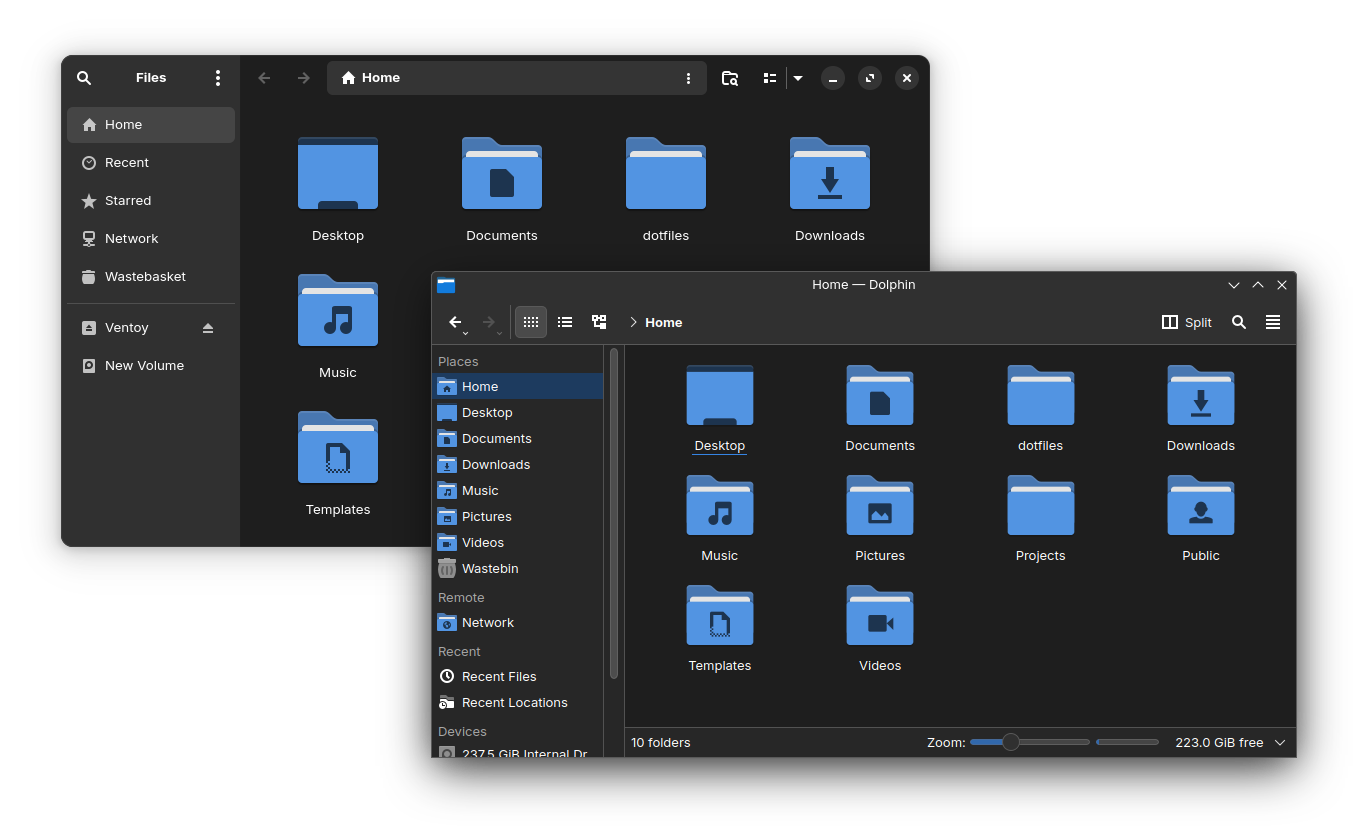 Files
Home
Home
Recent
Starred
Network
Wastebasket
Ventoy
New Volume
Desktop
Documents
dotfiles
Downloads
Music
Templates
Home — Dolphin
Home
Split
Places
Home
Desktop
Documents
Downloads
Music
Pictures
Videos
Wastebin
Remote
Network
Recent
Recent Files
Recent Locations
Devices
237.5 GiB Internal Dr
Desktop
Documents
dotfiles
Downloads
Music
Pictures
Projects
Public
Templates
Videos
10 folders
Zoom:
223.0 GiB free